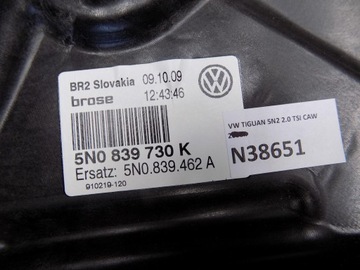 BR2 Slovakia 09.10.09
brose 12:43:46
5N0 839 730 K
Ersatz: 5N0.839.462 A
910219-120
VW TIGUAN 5N2 2.0 TSI CAW
N38651